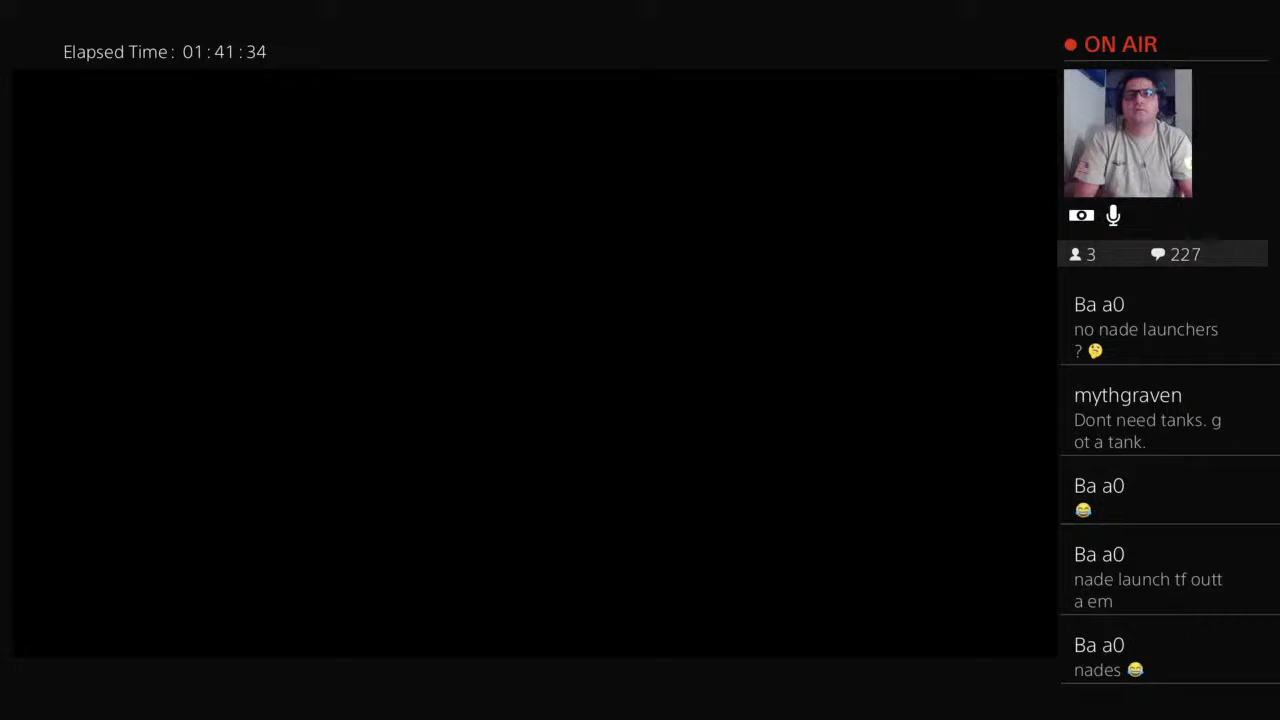 Elapsed Time: 01:41:34
ON AIR
3 227
Ba a0
no nade launchers
? 🤔
mythgraven
Dont need tanks. g
ot a tank.
Ba a0
😂
Ba a0
nade launch tf outt
a em
Ba a0
nades 😂